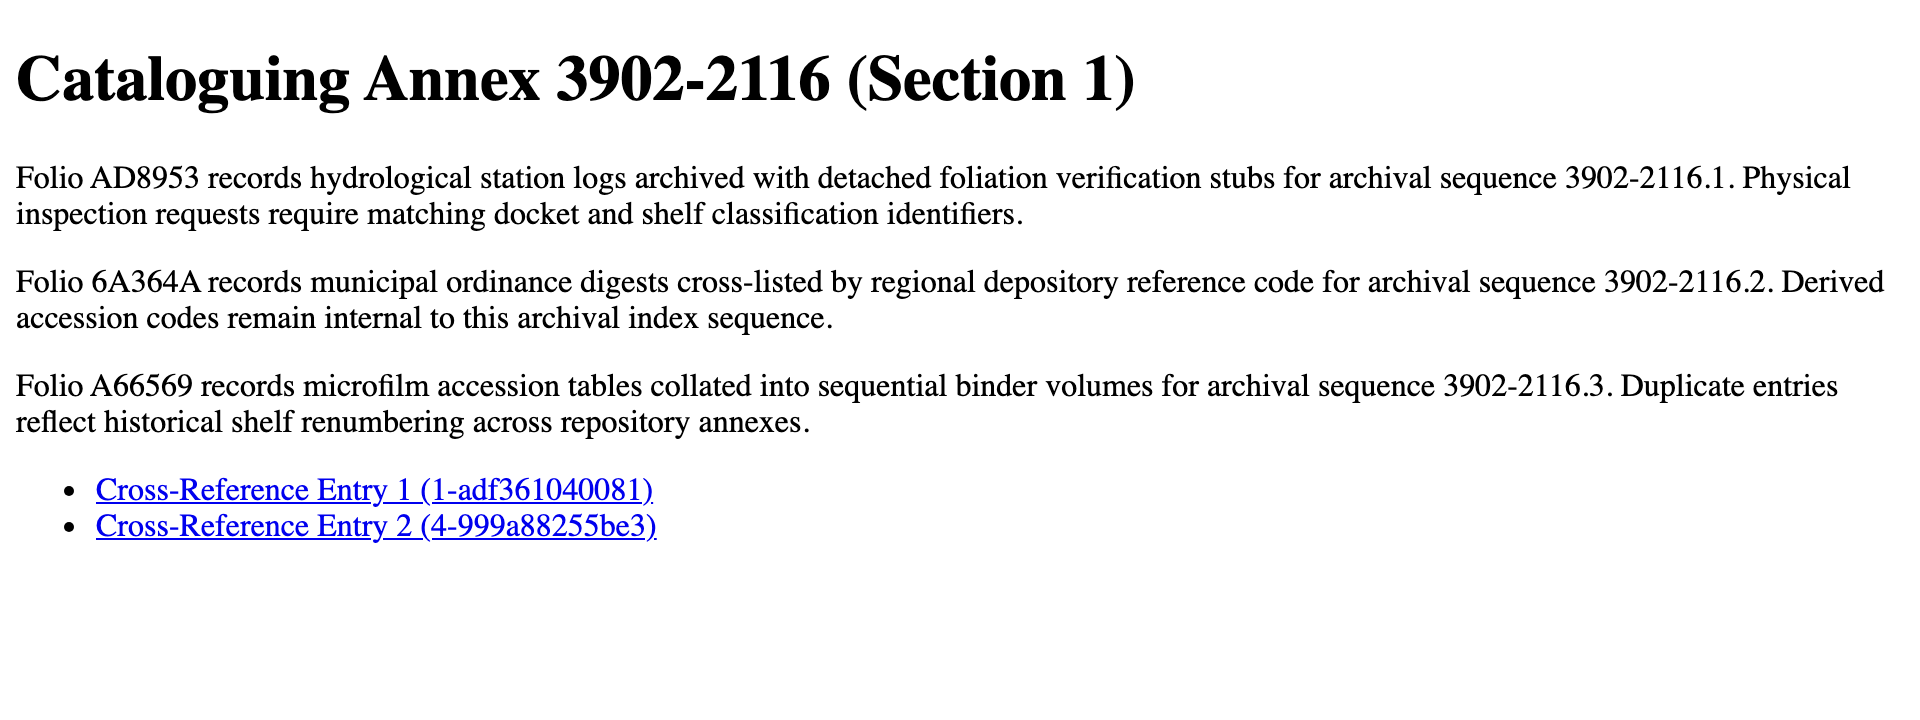 Cataloguing Annex 3902-2116 (Section 1)
Folio AD8953 records hydrological station logs archived with detached foliation verification stubs for archival sequence 3902-2116.1. Physical
inspection requests require matching docket and shelf classification identifiers.
Folio 6A364A records municipal ordinance digests cross-listed by regional depository reference code for archival sequence 3902-2116.2. Derived
accession codes remain internal to this archival index sequence.
Folio A66569 records microfilm accession tables collated into sequential binder volumes for archival sequence 3902-2116.3. Duplicate entries
reflect historical shelf renumbering across repository annexes.
• Cross-Reference Entry 1 (1-adf361040081)
• Cross-Reference Entry 2 (4-999a88255be3)